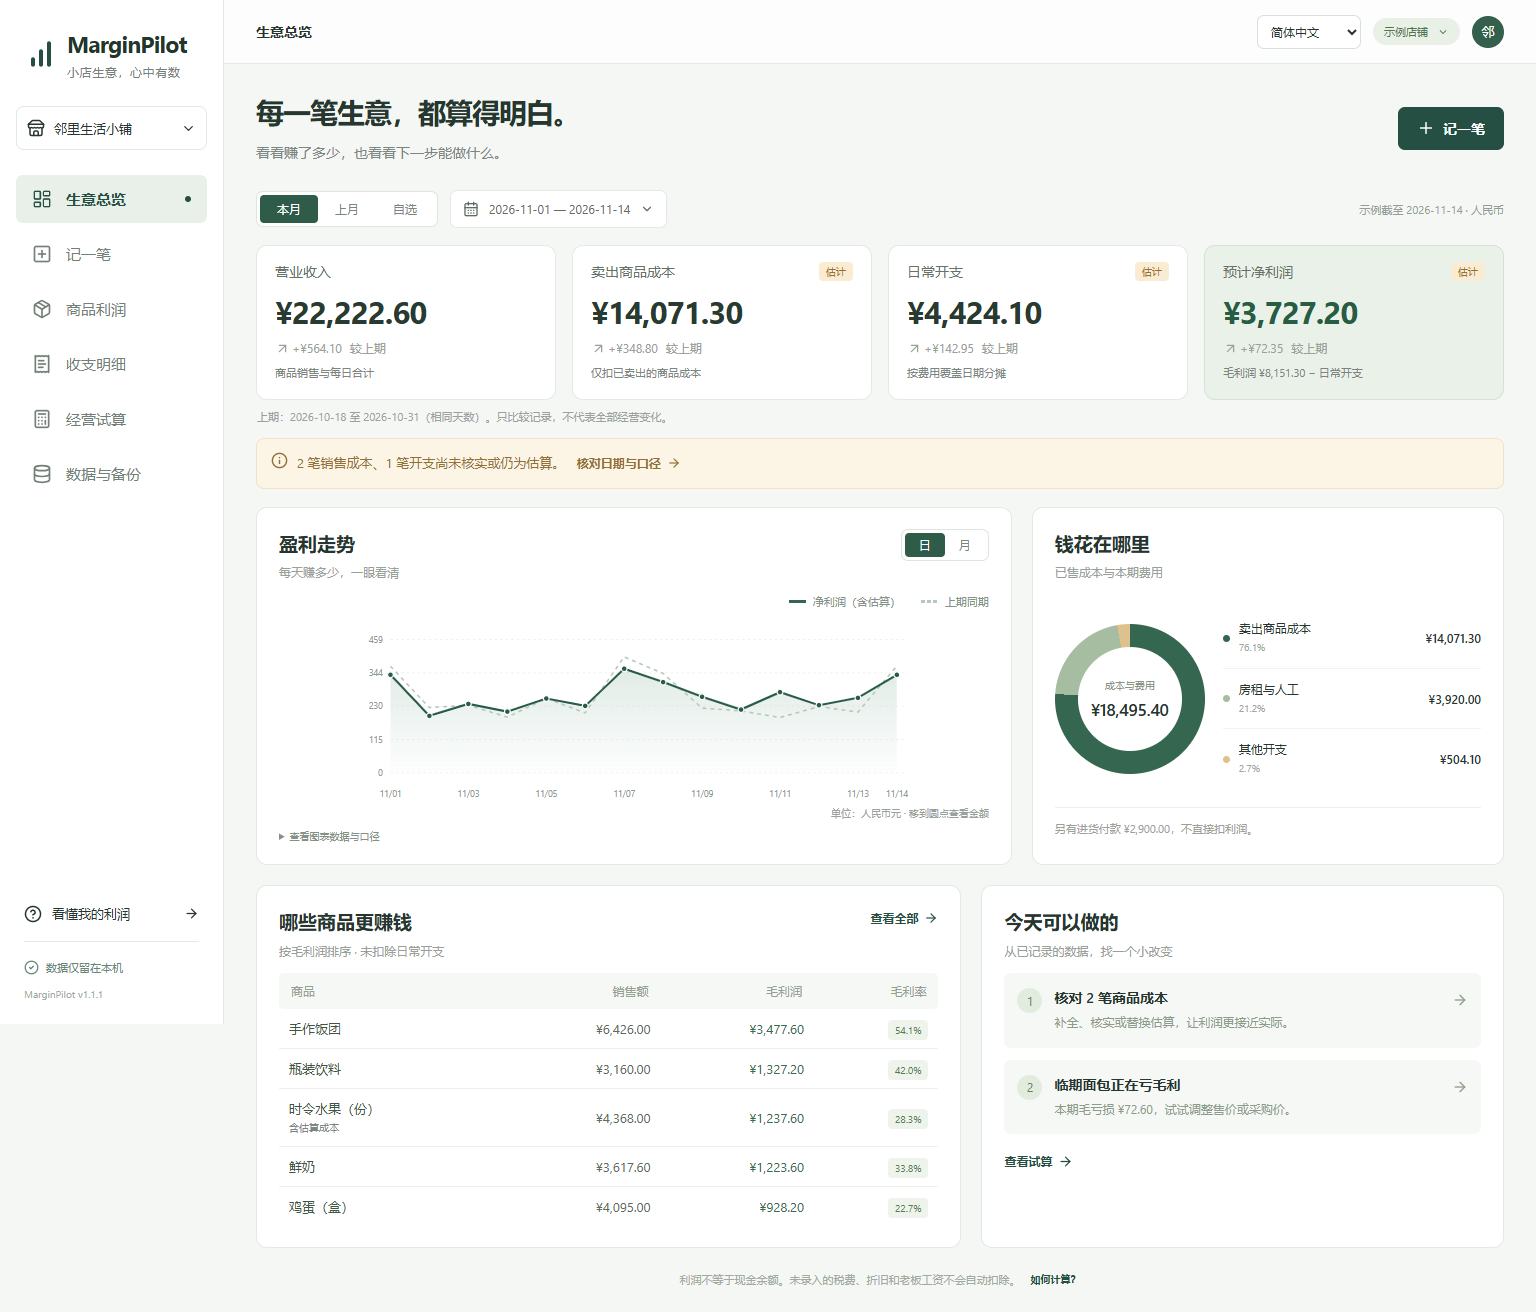 MarginPilot
小店生意，心中有数
邻里生活小铺
生意总览
记一笔
商品利润
收支明细
经营试算
数据与备份
看懂我的利润
数据仅留在本机
MarginPilot v1.1.1
生意总览
简体中文
示例店铺
邻
每一笔生意，都算得明白。
看看赚了多少，也看看下一步能做什么。
记一笔
本月 上月 自选
2026-11-01 — 2026-11-14
示例截至 2026-11-14 · 人民币
营业收入
¥22,222.60
+¥564.10 较上期
商品销售与每日合计
卖出商品成本 估计
¥14,071.30
+¥348.80 较上期
仅扣已卖出的商品成本
日常开支 估计
¥4,424.10
+¥142.95 较上期
按费用覆盖日期分摊
预计净利润 估计
¥3,727.20
+¥72.35 较上期
毛利润 ¥8,151.30 − 日常开支
上期：2026-10-18 至 2026-10-31（相同天数）。只比较记录，不代表全部经营变化。
2 笔销售成本、1 笔开支尚未核实或仍为估算。 核对日期与口径
盈利走势
每天赚多少，一眼看清
日 月
净利润（含估算） 上期同期
459
344
230
115
0
11/01 11/03 11/05 11/07 11/09 11/11 11/13 11/14
单位：人民币元 · 移到圆点查看金额
查看图表数据与口径
钱花在哪里
已售成本与本期费用
成本与费用
¥18,495.40
卖出商品成本 ¥14,071.30
76.1%
房租与人工 ¥3,920.00
21.2%
其他开支 ¥504.10
2.7%
另有进货付款 ¥2,900.00，不直接扣利润。
哪些商品更赚钱
查看全部
按毛利润排序 · 未扣除日常开支
商品 销售额 毛利润 毛利率
手作饭团 ¥6,426.00 ¥3,477.60 54.1%
瓶装饮料 ¥3,160.00 ¥1,327.20 42.0%
时令水果（份） ¥4,368.00 ¥1,237.60 28.3%
含估算成本
鲜奶 ¥3,617.60 ¥1,223.60 33.8%
鸡蛋（盒） ¥4,095.00 ¥928.20 22.7%
今天可以做的
从已记录的数据，找一个小改变
1 核对 2 笔商品成本
补全、核实或替换估算，让利润更接近实际。
2 临期面包正在亏毛利
本期毛亏损 ¥72.60，试试调整售价或采购价。
查看试算
利润不等于现金余额。未录入的税费、折旧和老板工资不会自动扣除。 如何计算？